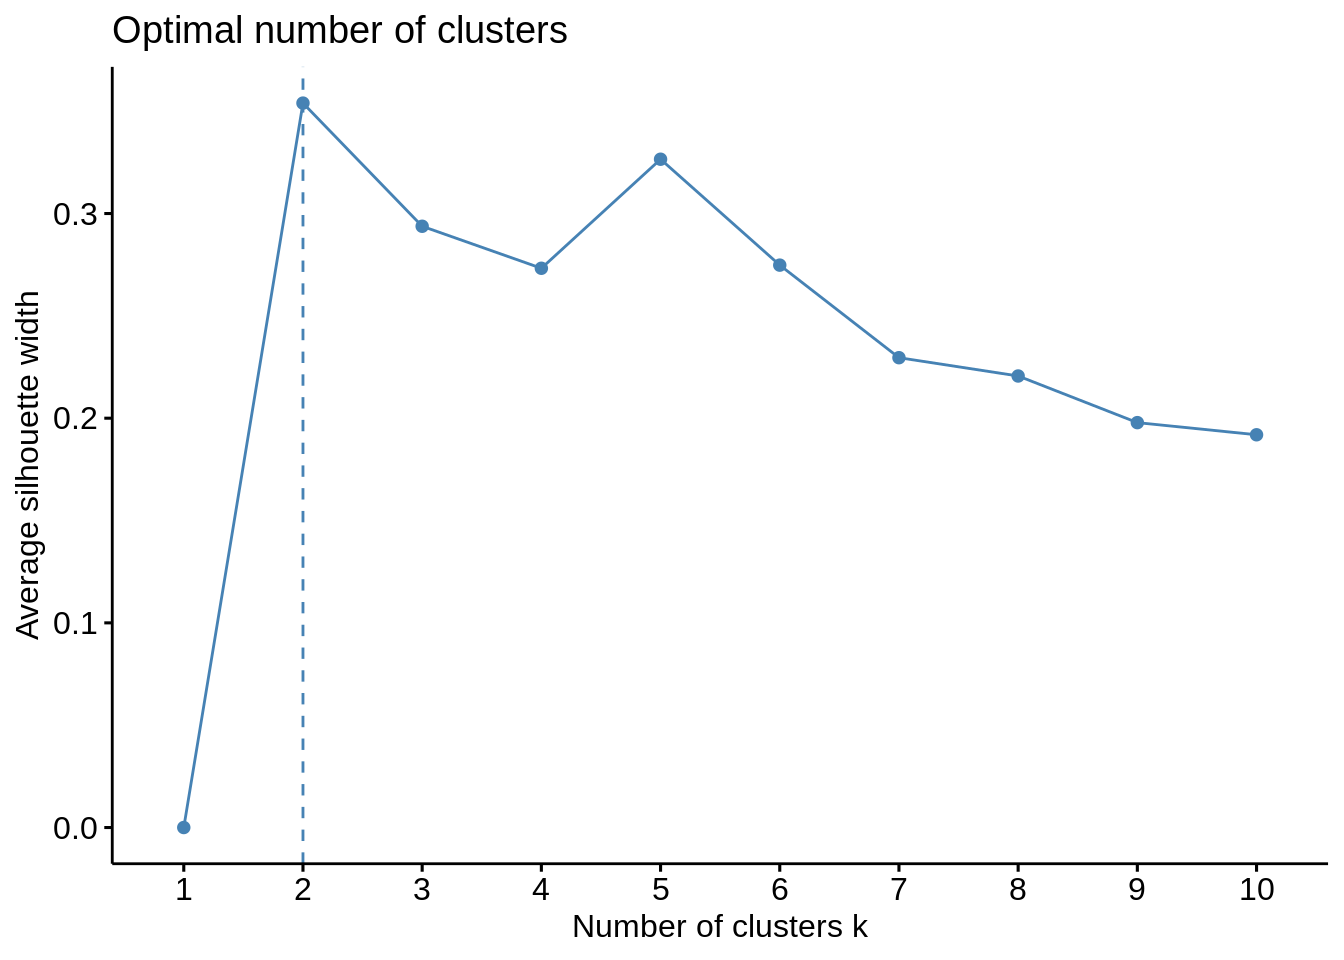 Optimal number of clusters
Average silhouette width
0.3
0.2
0.1
0.0
1 2 3 4 5 6 7 8 9 10
Number of clusters k